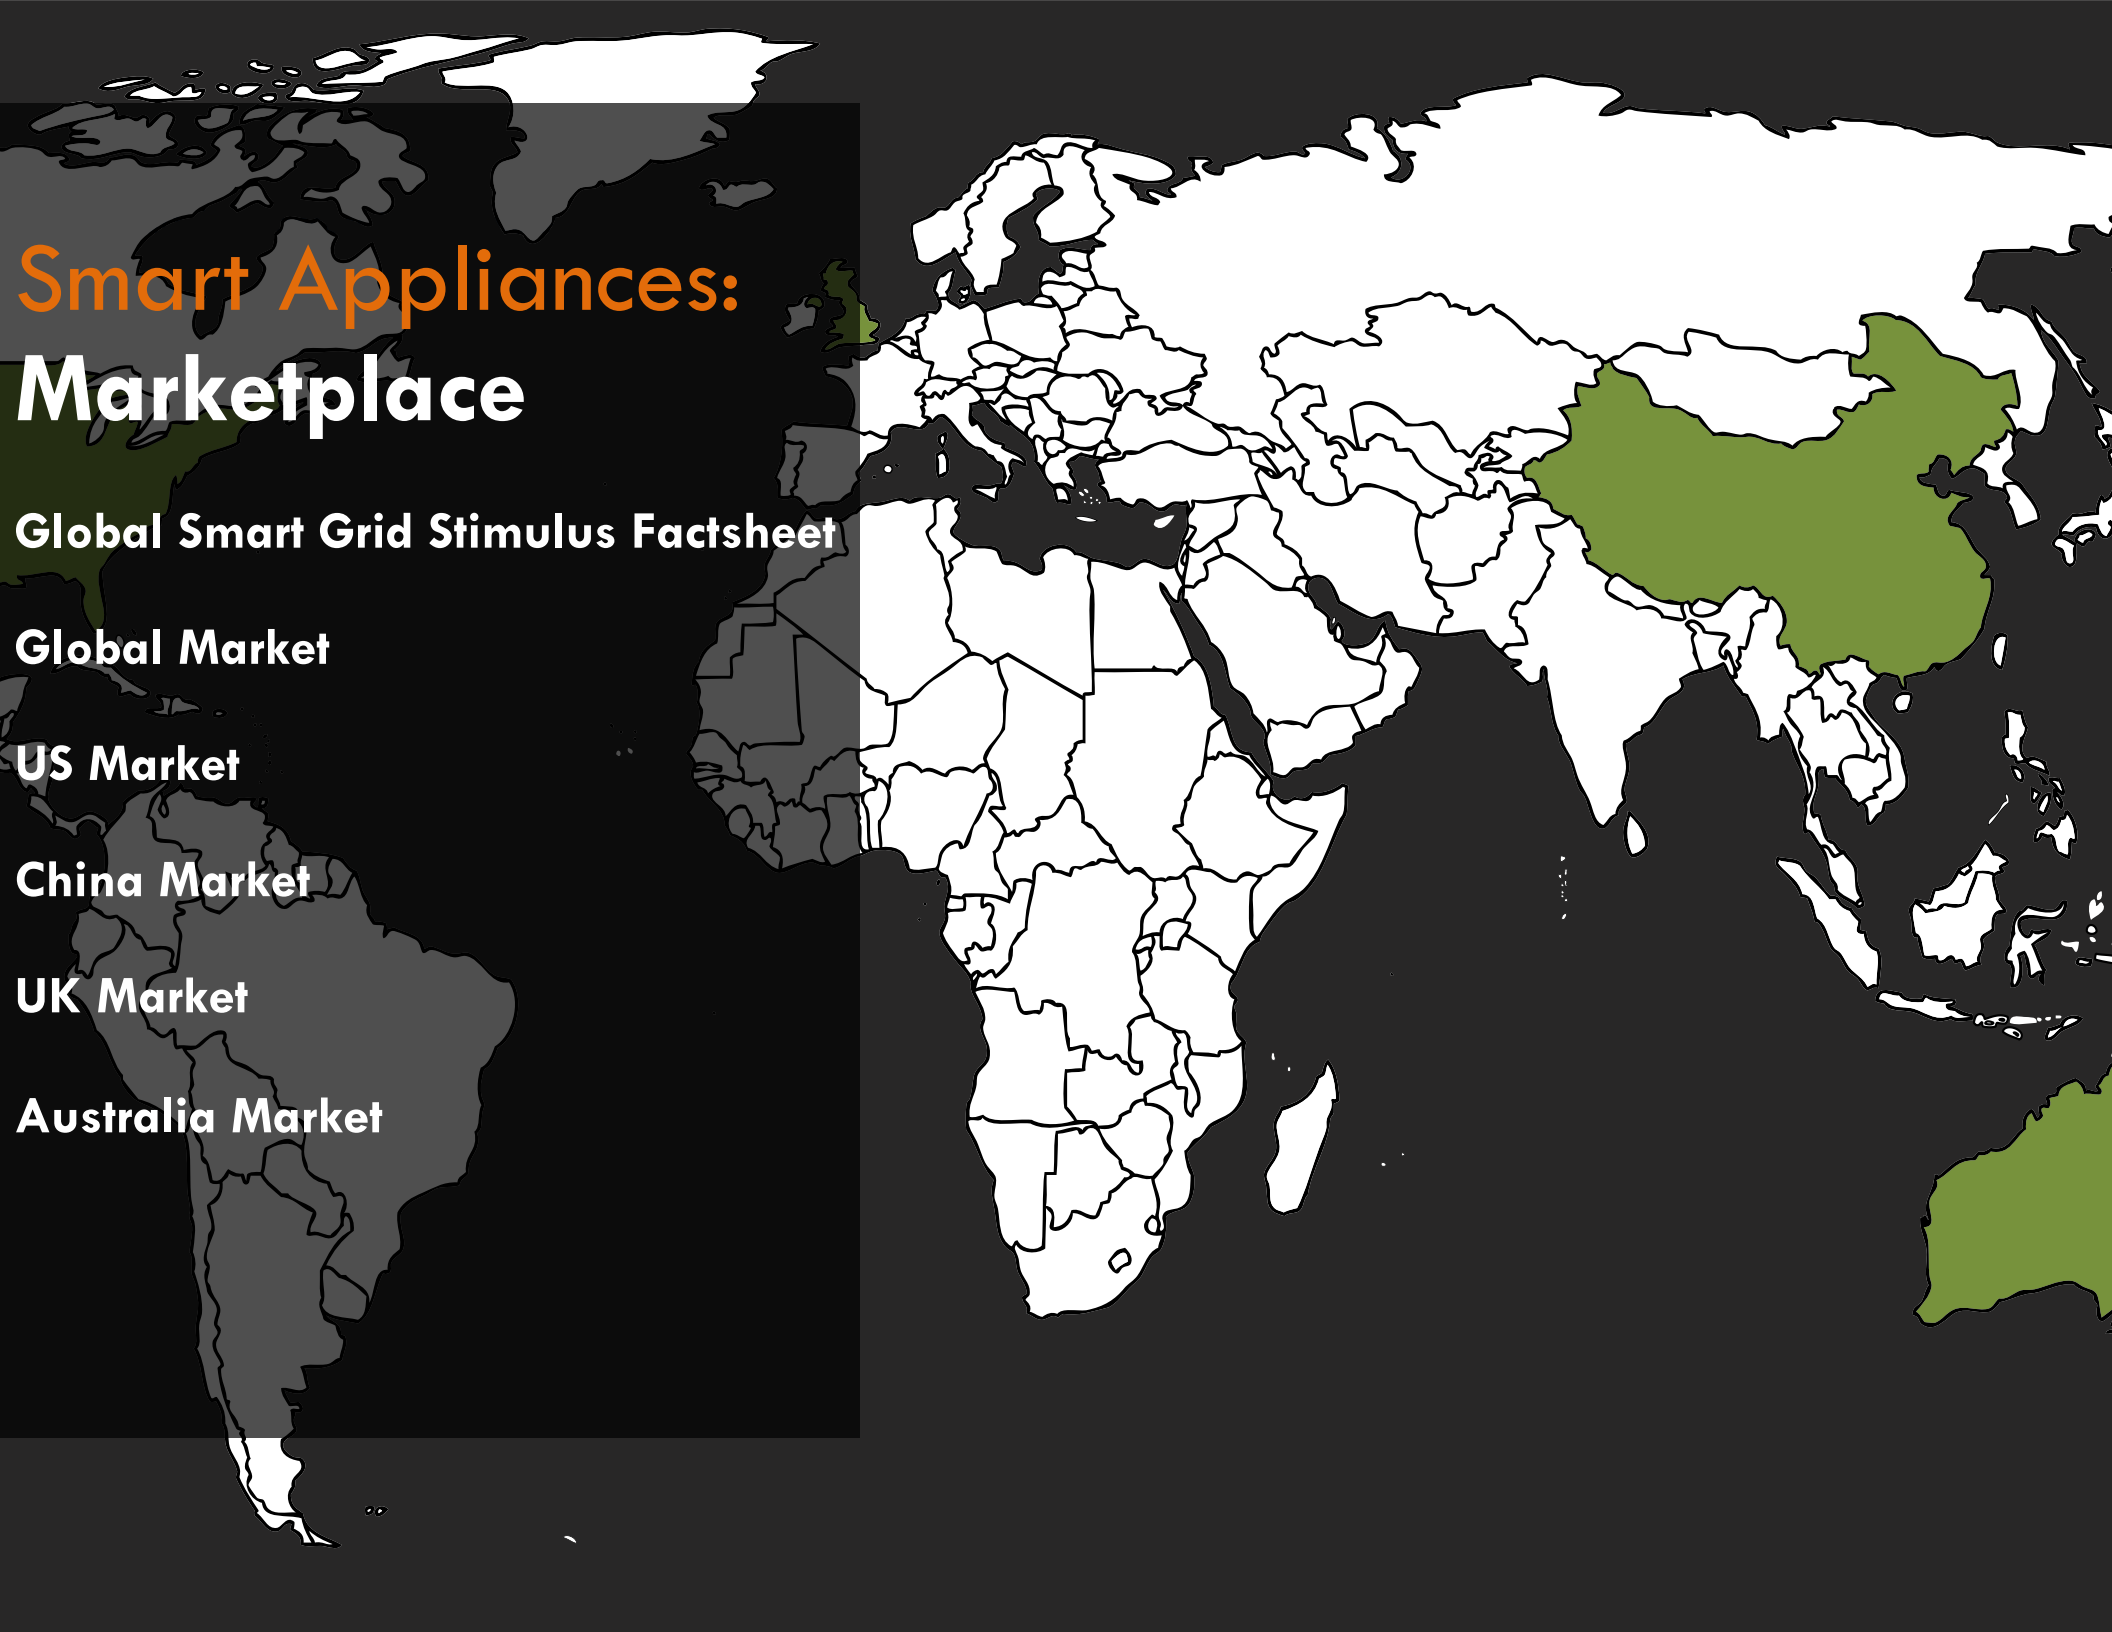 Smart Appliances:
Marketplace
Global Smart Grid Stimulus Factsheet
Global Market
US Market
China Market
UK Market
Australia Market